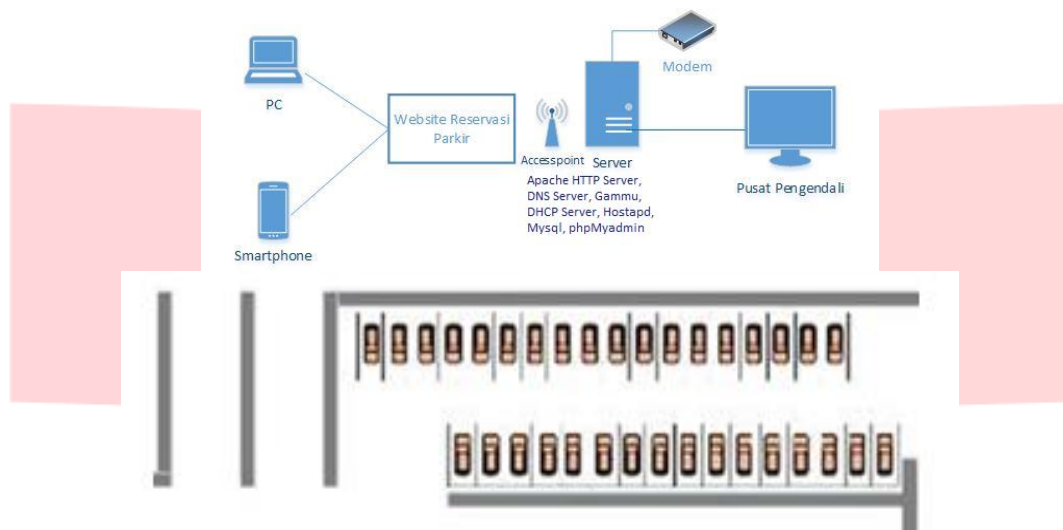 Modem
PC
Website Reservasi
Parkir
Accesspoint
Server
Apache HTTP Server,
DNS Server, Gammu,
DHCP Server, Hostapd,
Mysql, phpMyadmin
Pusat Pengendali
Smartphone